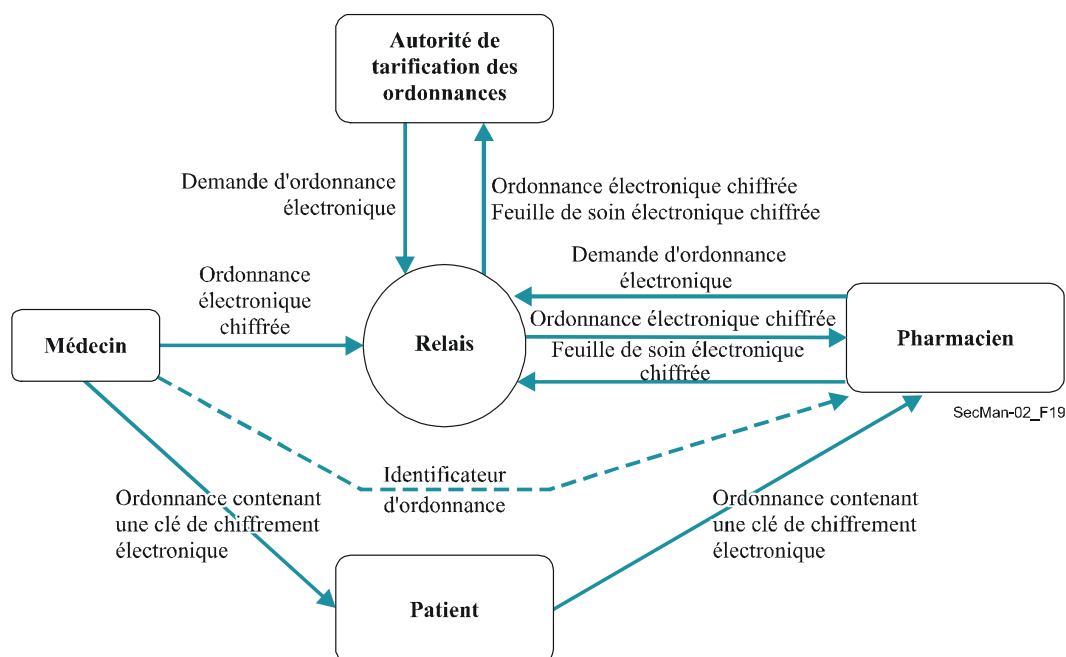 Autorité de
tarification des
ordonnances
Demande d'ordonnance
électronique
Ordonnance électronique chiffrée
Feuille de soin électronique chiffrée
Demande d'ordonnance
électronique
Ordonnance
électronique
chiffrée
Ordonnance électronique chiffrée
Médecin
Relais
Pharmacien
Feuille de soin électronique
chiffrée
SecMan-02_F19
Identificateur
d'ordonnance
Ordonnance contenant
une clé de chiffrement
électronique
Ordonnance contenant
une clé de chiffrement
électronique
Patient